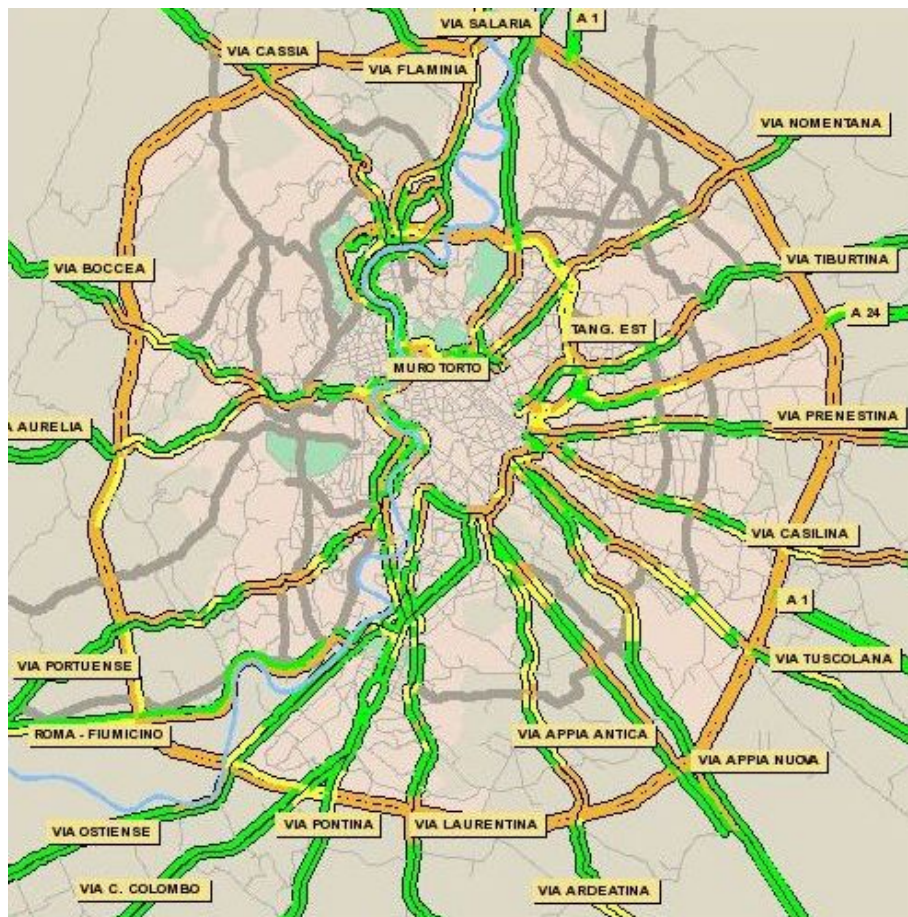 VIA SALARIA
A 1
VIA CASSIA
VIA FLAMINIA
VIA NOMENTANA
VIA BOCCEA
VIA TIBURTINA
A 24
TANG. EST
MURO TORTO
A AURELIA
VIA PRENESTINA
VIA CASILINA
A 1
VIA PORTUENSE
VIA TUSCOLANA
ROMA - FIUMICINO
VIA APPIA ANTICA
VIA APPIA NUOVA
VIA OSTIENSE
VIA PONTINA
VIA LAURENTINA
VIA C. COLOMBO
VIA ARDEATINA